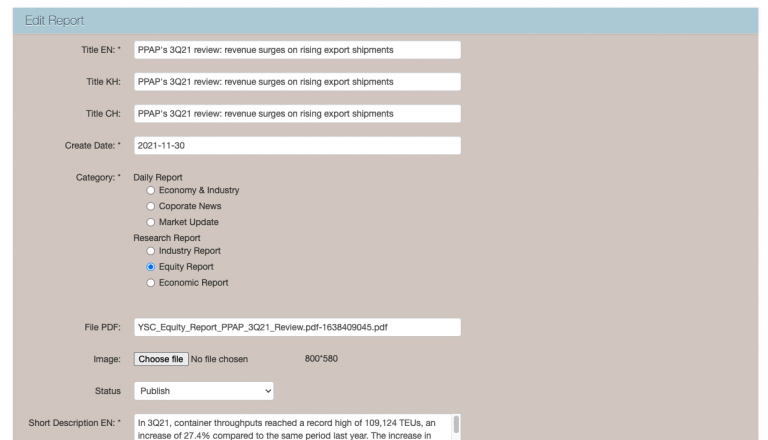 Edit Report
Title EN: * PPAP's 3Q21 review: revenue surges on rising export shipments
Title KH: PPAP's 3Q21 review: revenue surges on rising export shipments
Title CH: PPAP's 3Q21 review: revenue surges on rising export shipments
Create Date: * 2021-11-30
Category: * Daily Report
Economy & Industry
Coporate News
Market Update
Research Report
Industry Report
Equity Report
Economic Report
File PDF: YSC_Equity_Report_PPAP_3Q21_Review.pdf-1638409045.pdf
Image: Choose file No file chosen 800*580
Status Publish
Short Description EN: * In 3Q21, container throughputs reached a record high of 109,124 TEUs, an
increase of 27.4% compared to the same period last year. The increase in